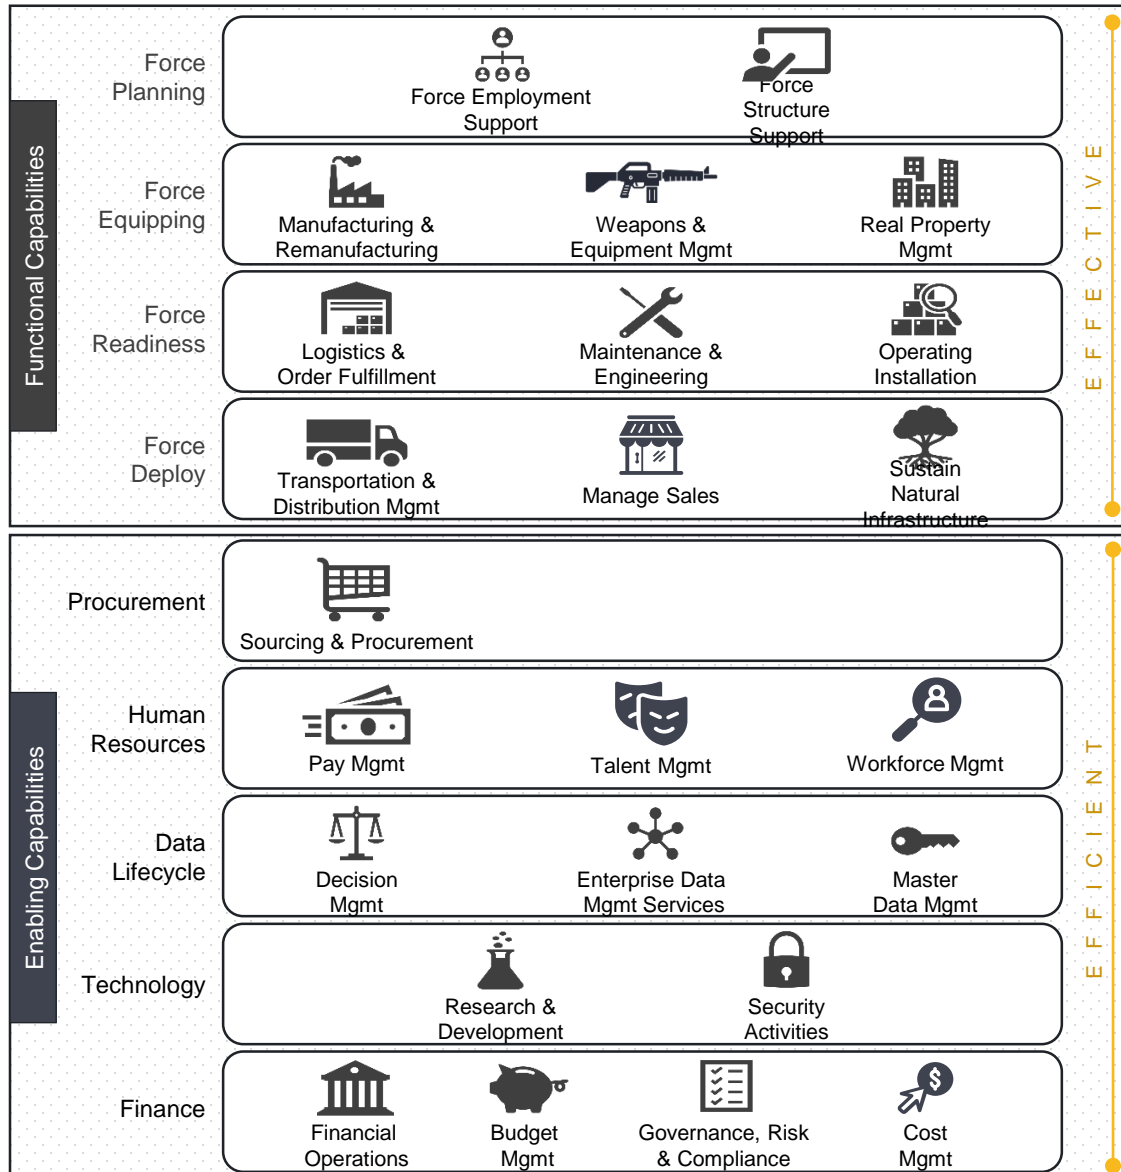 Functional Capabilities
EFFECTIVE
Force
Planning
Force Employment
Support
Force
Structure
Support
Force
Equipping
Manufacturing &
Remanufacturing
Weapons &
Equipment Mgmt
Real Property
Mgmt
Force
Readiness
Logistics &
Order Fulfillment
Maintenance &
Engineering
Operating
Installation
Force
Deploy
Transportation &
Distribution Mgmt
Manage Sales
Sustain
Natural
Infrastructure
Enabling Capabilities
EFFICIENT
Procurement
Sourcing & Procurement
Human
Resources
Pay Mgmt
Talent Mgmt
Workforce Mgmt
Data
Lifecycle
Decision
Mgmt
Enterprise Data
Mgmt Services
Master
Data Mgmt
Technology
Research &
Development
Security
Activities
Finance
Financial
Operations
Budget
Mgmt
Governance, Risk
& Compliance
$
Cost
Mgmt